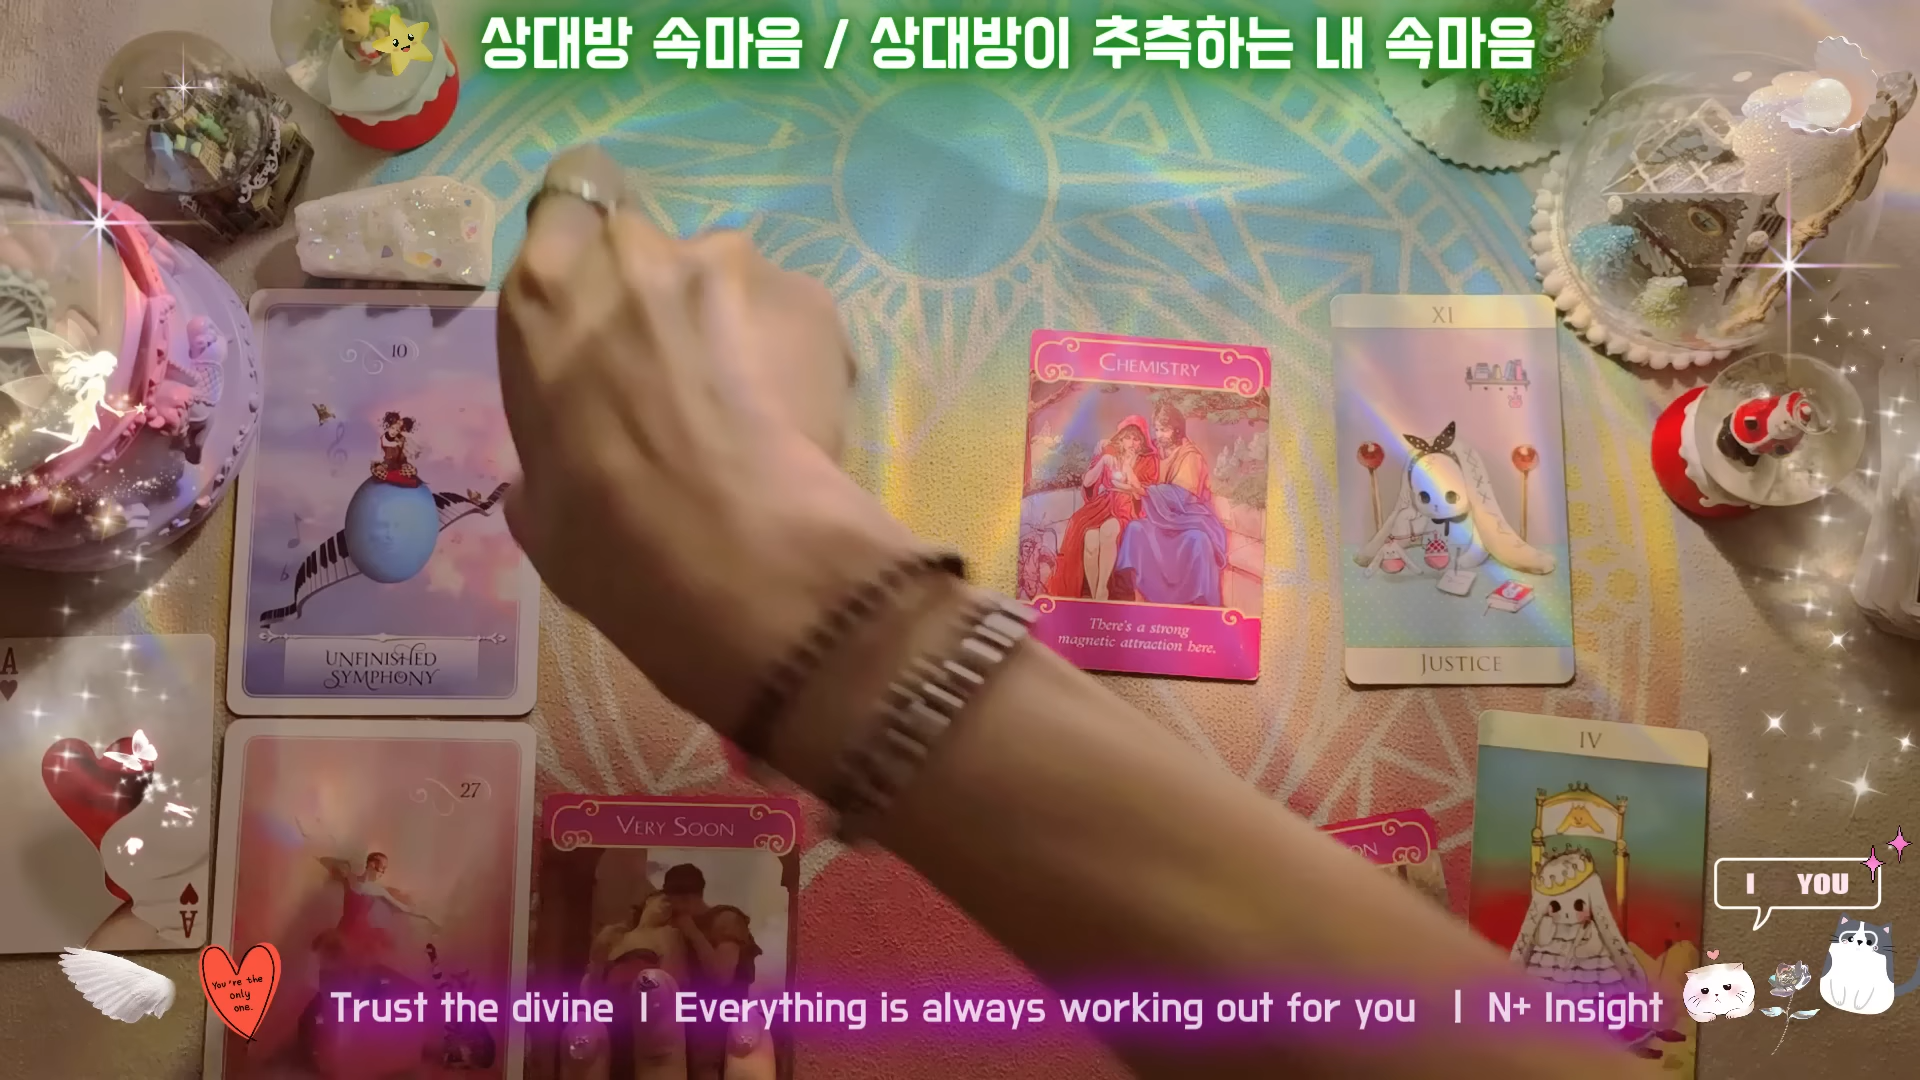 상대방 속마음 / 상대방이 추측하는 내 속마음
10
UNFINISHED
SYMPHONY
CHEMISTRY
There's a strong
magnetic attraction here.
XI
JUSTICE
A
A
27
VERY SOON
ON
IV
I YOU
You're the
only
one.
Trust the divine | Everything is always working out for you | N+ Insight